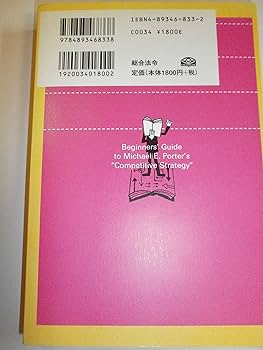 ISBN4-89346-833-2
9784893468338
C0034 ¥1800E
1920034018002
総合法令
定価(本体1800円+税)
Beginners' Guide
to Michael E. Porter's
"Competitive Strategy"